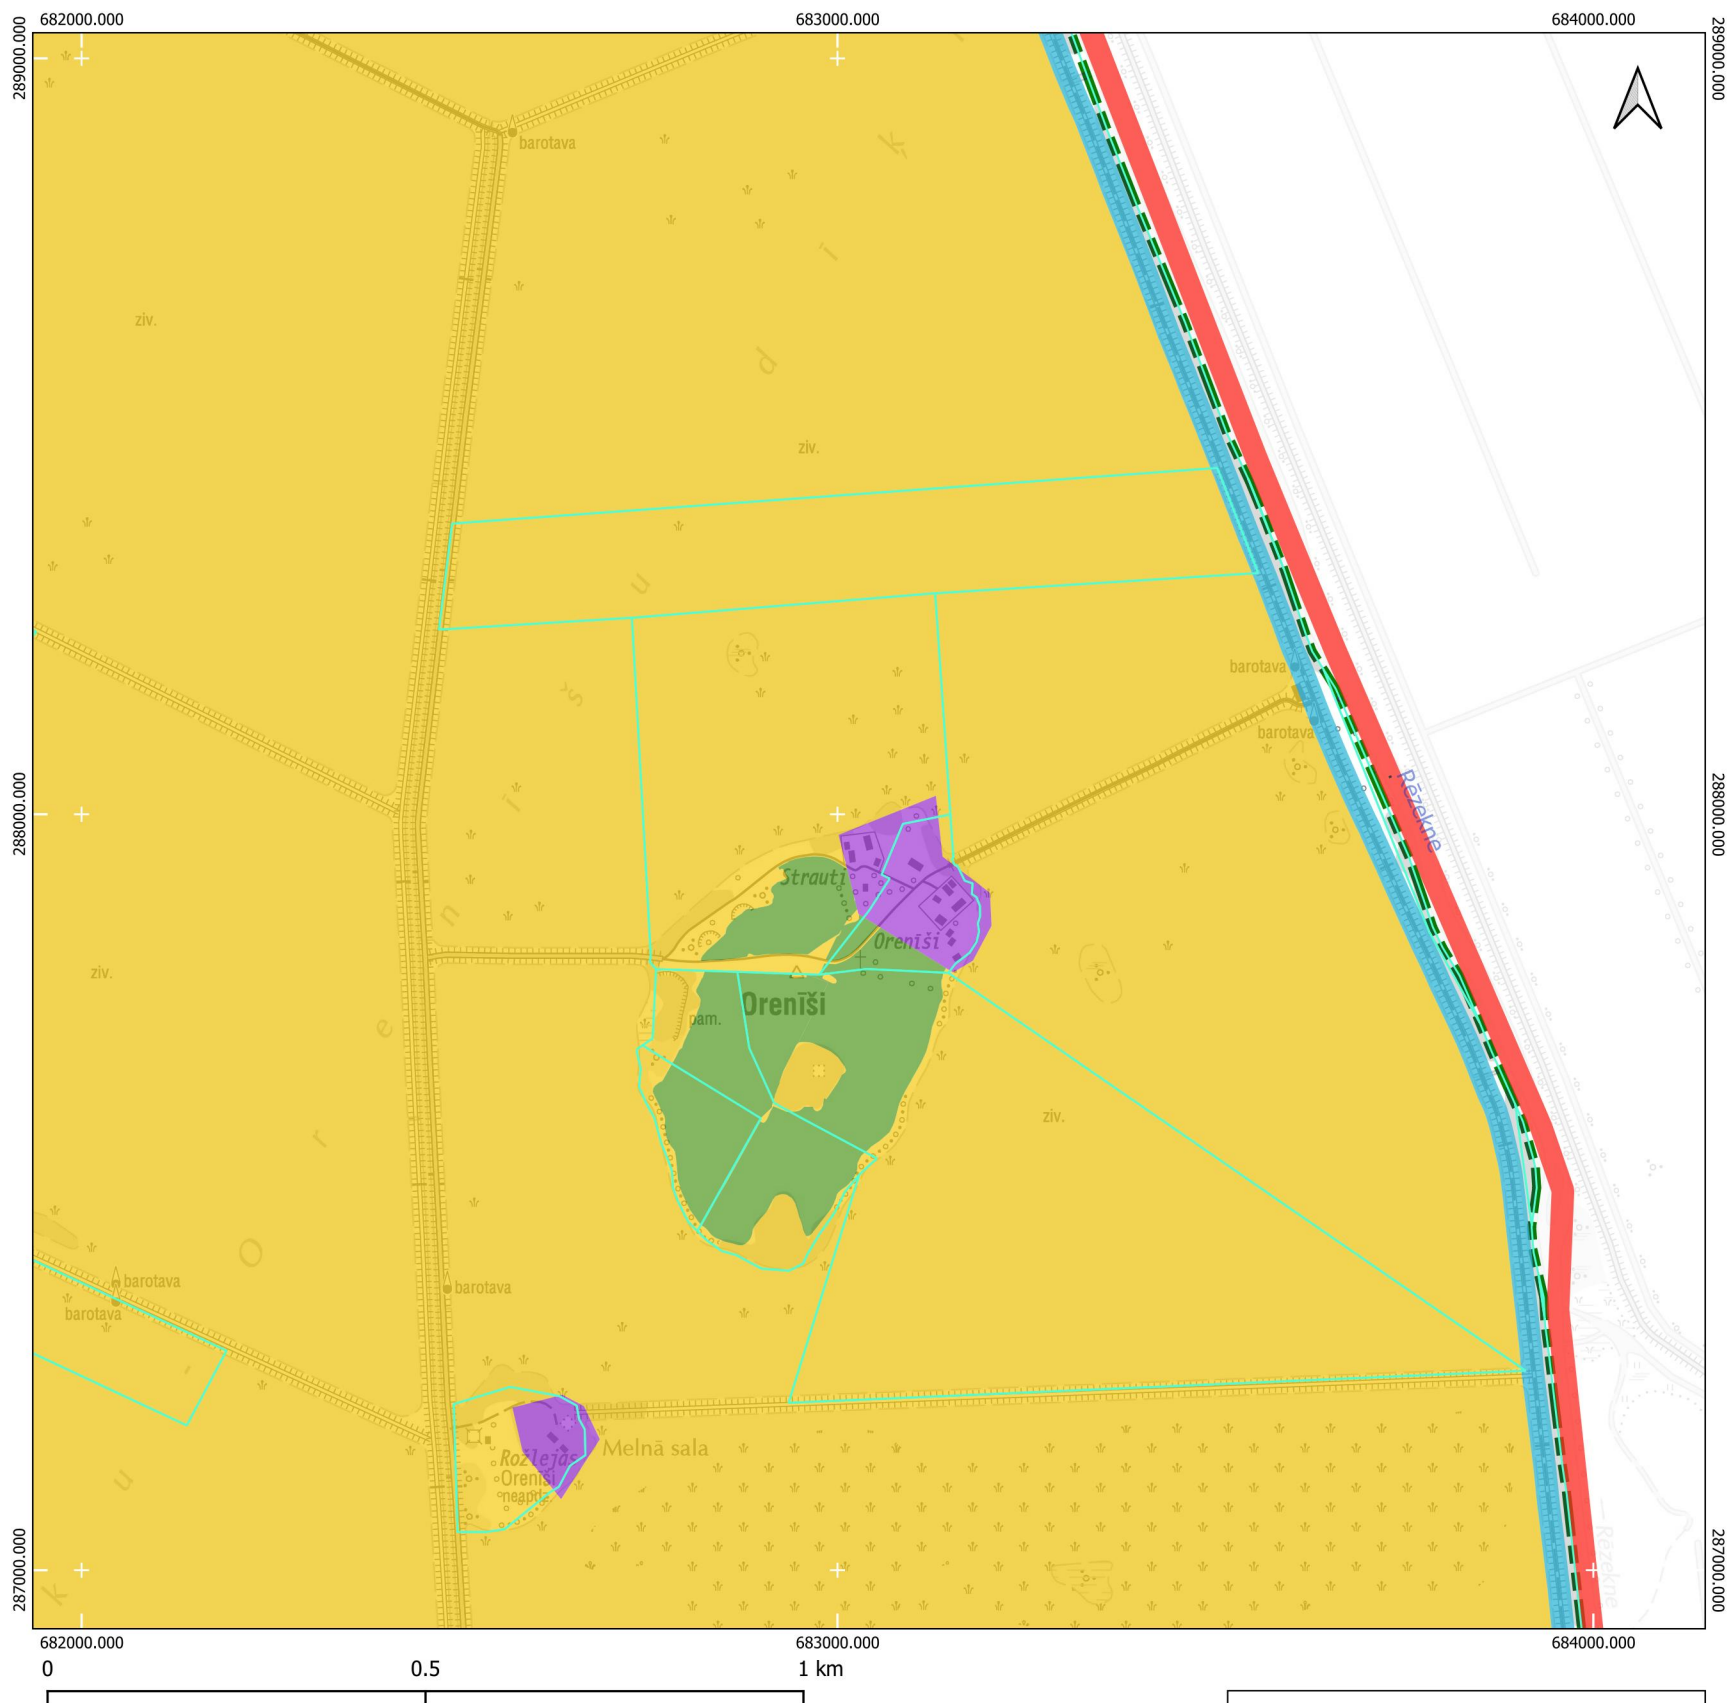 682000.000 683000.000 684000.000
289000.000 289000.000
barotava
k
i
ziv.
d
ziv.
u
š
barotava
barotava
i
Rēzekne
288000.000 288000.000
Strauti
n
Orenīši
ziv.
Orenīši
pam.
e
ziv.
r
O
barotava
barotava
barotava
-
Melnā sala
Rožlejas
Orenīši
neapdz.
u
k
Rēzekne
287000.000 287000.000
682000.000 683000.000 684000.000
0 0.5 1 km